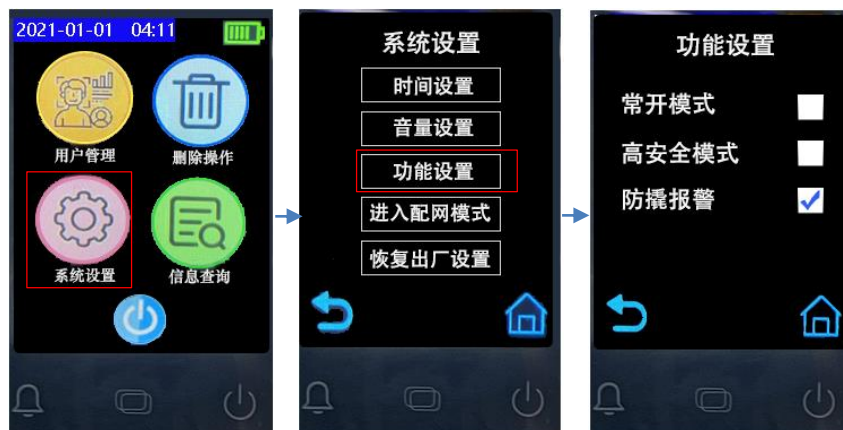 2021-01-01 04:11
用户管理
删除操作
系统设置
信息查询
系统设置
时间设置
音量设置
功能设置
进入配网模式
恢复出厂设置
功能设置
常开模式
高安全模式
防撬报警